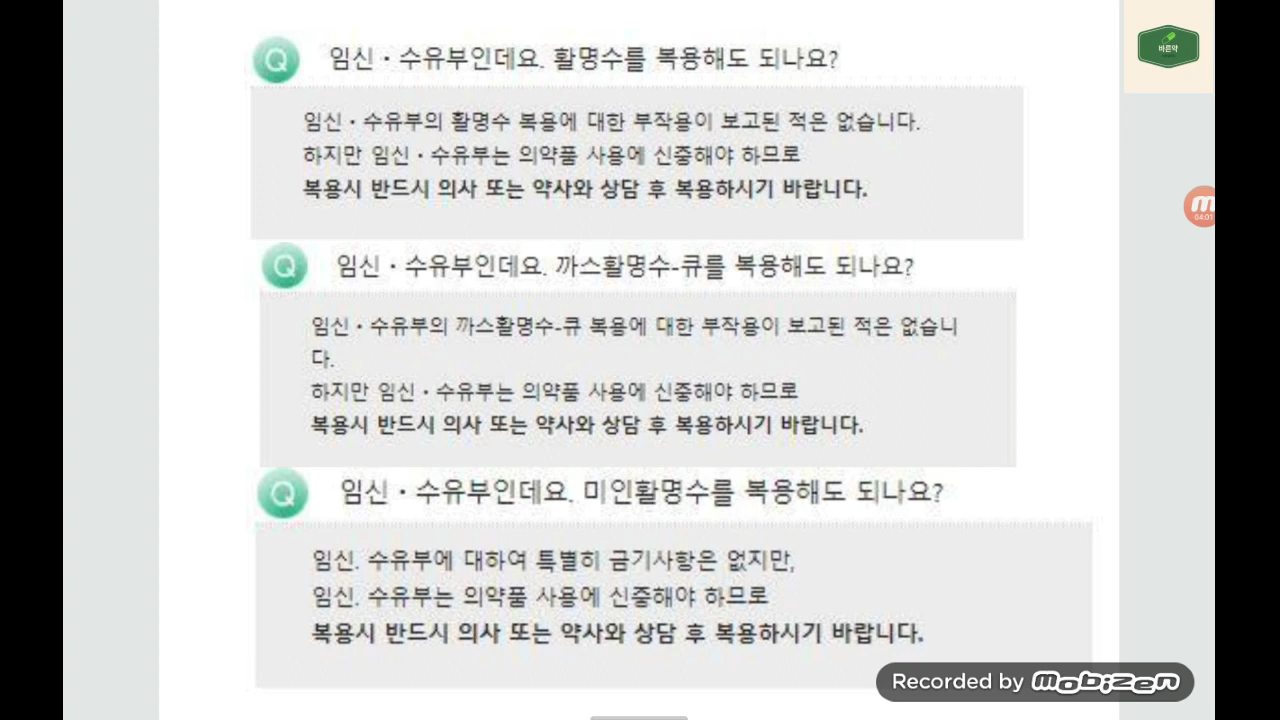 Q 임신·수유부인데요. 활명수를 복용해도 되나요?
바른약
임신·수유부의 활명수 복용에 대한 부작용이 보고된 적은 없습니다.
하지만 임신·수유부는 의약품 사용에 신중해야 하므로
복용시 반드시 의사 또는 약사와 상담 후 복용하시기 바랍니다.
m
04:01
Q 임신·수유부인데요. 까스활명수-큐를 복용해도 되나요?
임신·수유부의 까스활명수-큐 복용에 대한 부작용이 보고된 적은 없습니
다.
하지만 임신·수유부는 의약품 사용에 신중해야 하므로
복용시 반드시 의사 또는 약사와 상담 후 복용하시기 바랍니다.
Q 임신·수유부인데요. 미인활명수를 복용해도 되나요?
임신. 수유부에 대하여 특별히 금기사항은 없지만,
임신. 수유부는 의약품 사용에 신중해야 하므로
복용시 반드시 의사 또는 약사와 상담 후 복용하시기 바랍니다.
Recorded by mobizen